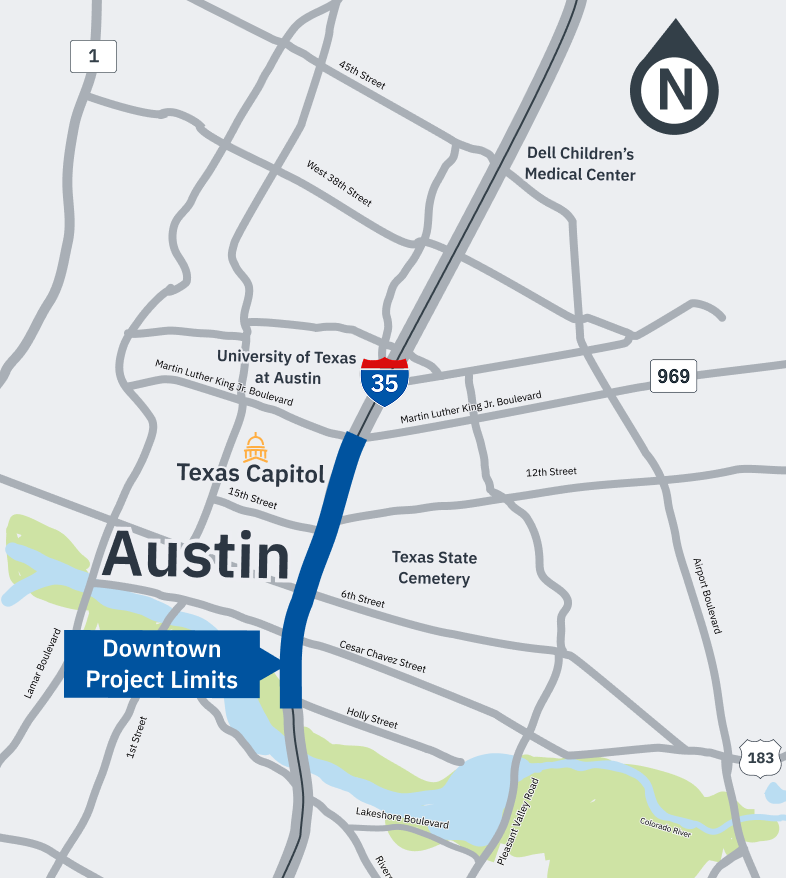 1
N
45th Street
Dell Children's
Medical Center
West 38th Street
University of Texas
at Austin
35
969
Martin Luther King Jr. Boulevard
Martin Luther King Jr. Boulevard
Texas Capitol
12th Street
15th Street
Austin
Texas State
Cemetery
Airport Boulevard
6th Street
Cesar Chavez Street
Downtown
Project Limits
Lamar Boulevard
1st Street
Holly Street
183
Lakeshore Boulevard
Pleasant Valley Road
Colorado River
Rivers